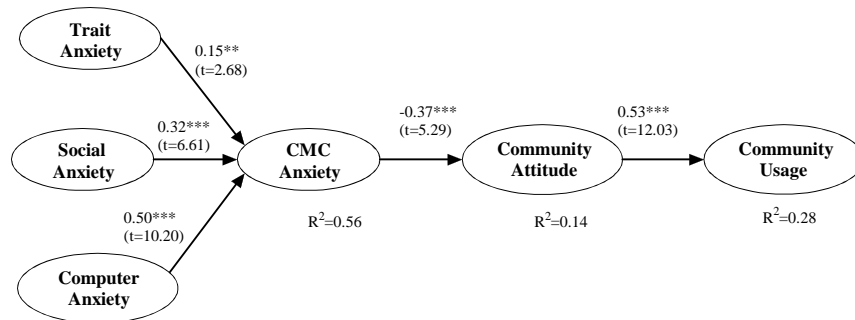 Trait
Anxiety
0.15**
(t=2.68)
Social
Anxiety
0.32***
(t=6.61)
CMC
Anxiety
R²=0.56
-0.37***
(t=5.29)
Community
Attitude
R²=0.14
0.53***
(t=12.03)
Community
Usage
R²=0.28
0.50***
(t=10.20)
Computer
Anxiety